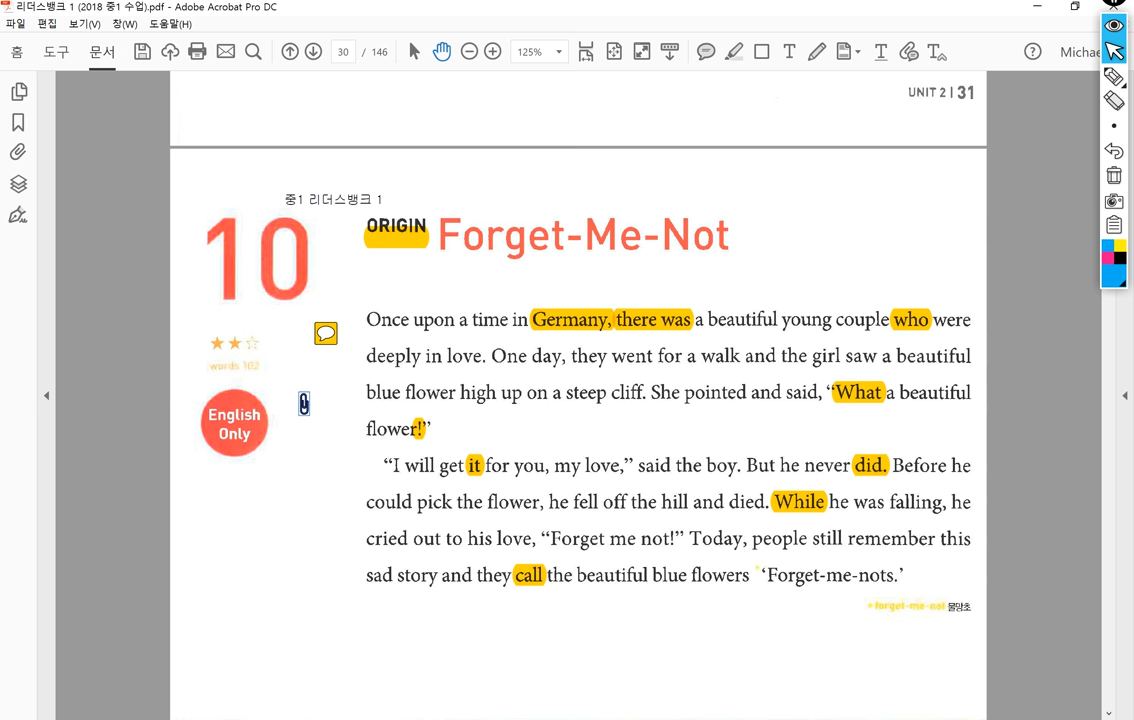 리더스뱅크 1 (2018 중1 수업).pdf - Adobe Acrobat Pro DC
파일 편집 보기(V) 창(W) 도움말(H)
홈 도구 문서 30 / 146 125% Michae
UNIT 2 | 31
중1 리더스뱅크 1
10 ORIGIN Forget-Me-Not
words 102
English
Only
Once upon a time in Germany, there was a beautiful young couple who were
deeply in love. One day, they went for a walk and the girl saw a beautiful
blue flower high up on a steep cliff. She pointed and said, “What a beautiful
flower!”
“I will get it for you, my love,” said the boy. But he never did. Before he
could pick the flower, he fell off the hill and died. While he was falling, he
cried out to his love, “Forget me not!” Today, people still remember this
sad story and they call the beautiful blue flowers ‘Forget-me-nots.’
* forget-me-not 물망초